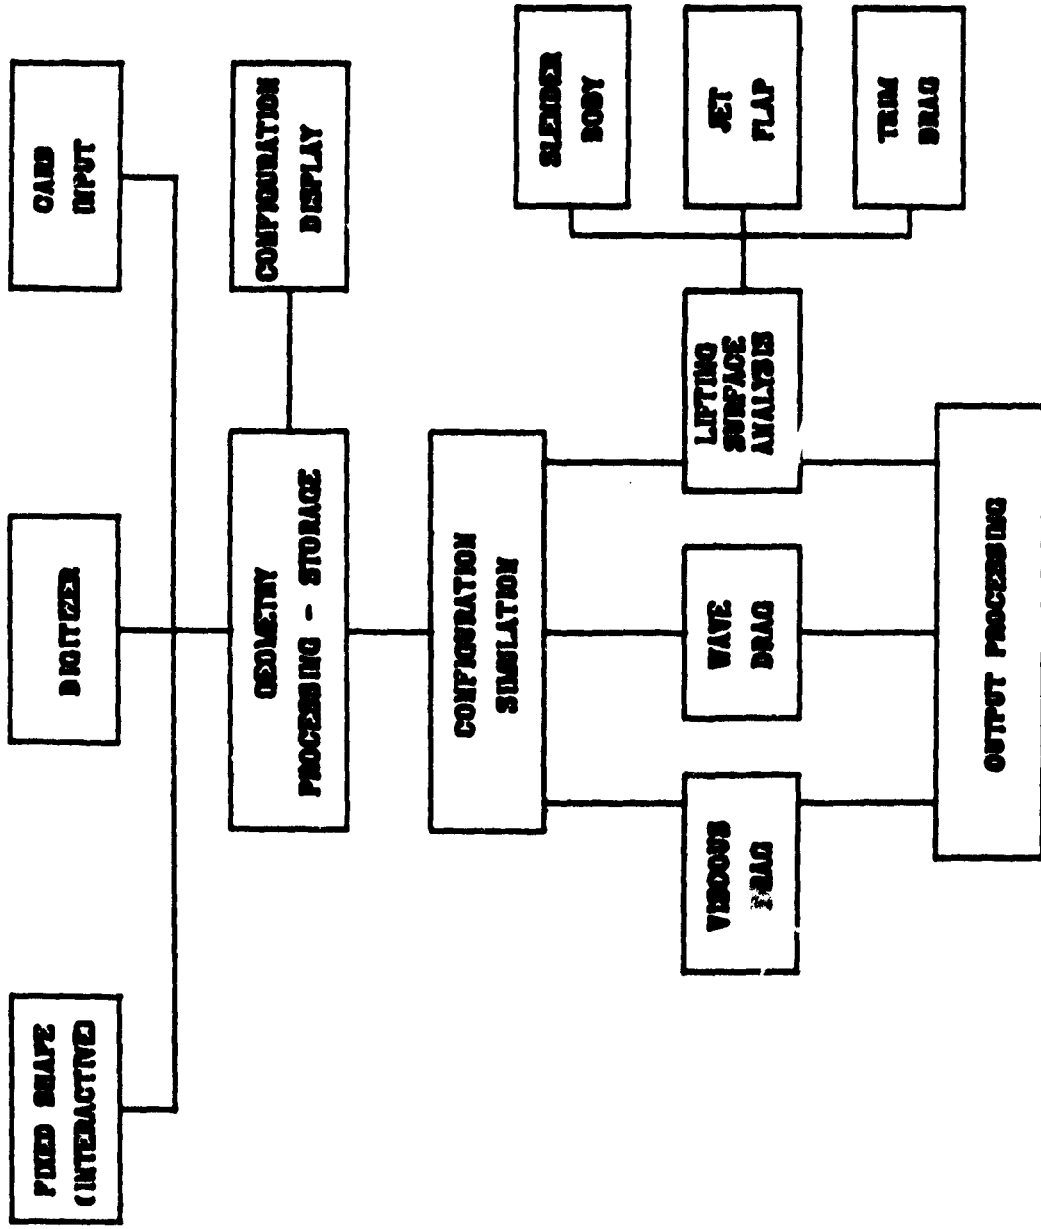 FIXED SHAPE
(INTERACTIVE)
DIGITIZER
CARD
INPUT
GEOMETRY
PROCESSING - STORAGE
CONFIGURATION
DISPLAY
CONFIGURATION
SIMULATION
VISCOUS
DRAG
WAVE
DRAG
LIFTING
SURFACE
ANALYSIS
SLENDER
BODY
JET
FLAP
TRIM
DRAG
OUTPUT PROCESSING